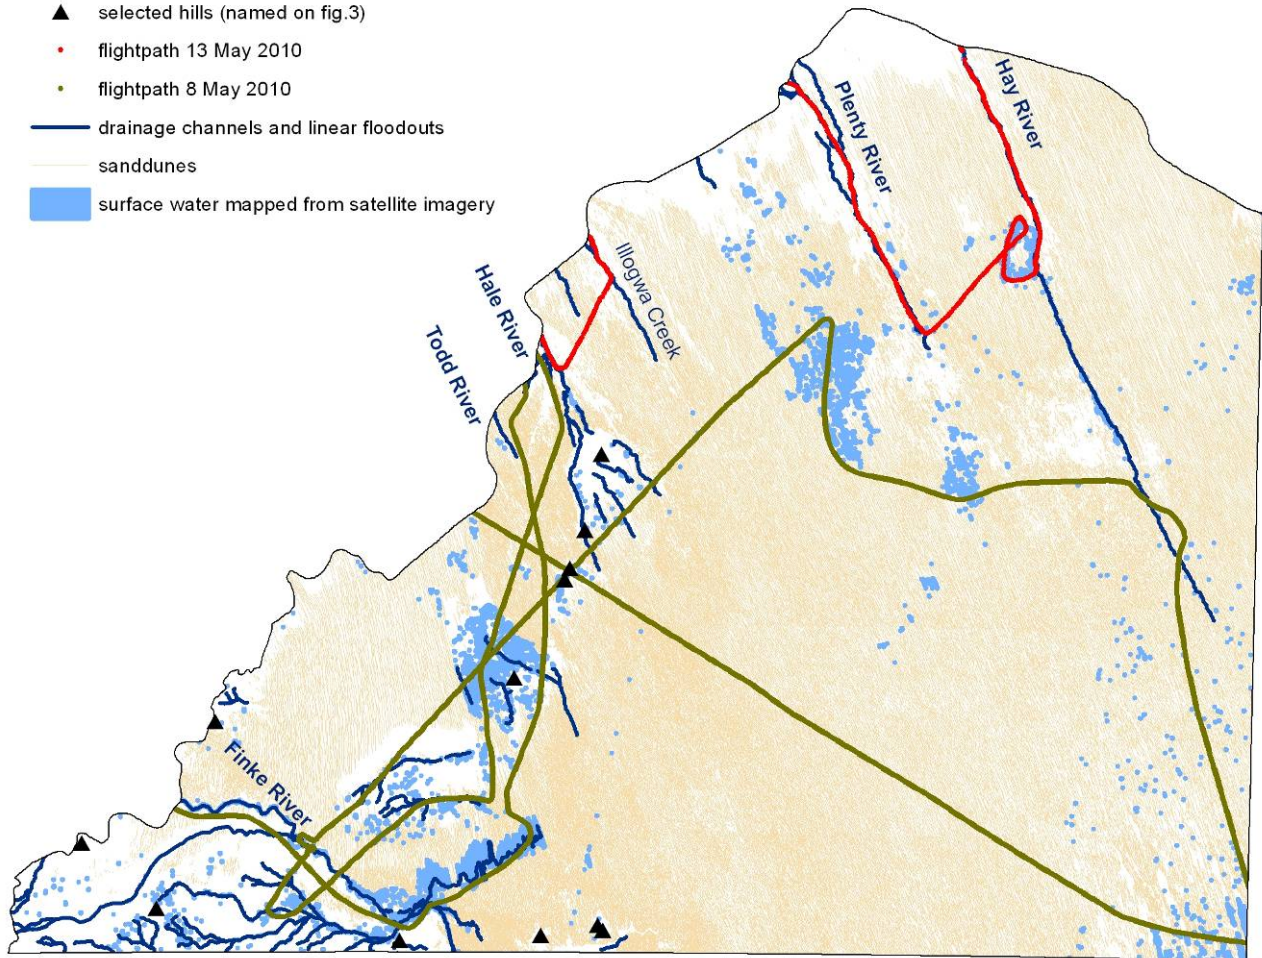 selected hills (named on fig.3)
flightpath 13 May 2010
flightpath 8 May 2010
drainage channels and linear floodouts
sanddunes
surface water mapped from satellite imagery
Hay River
Plenty River
Illogwa Creek
Hale River
Todd River
Finke River